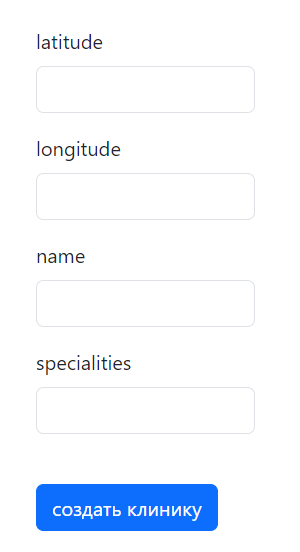 latitude
longitude
name
specialities
создать клинику